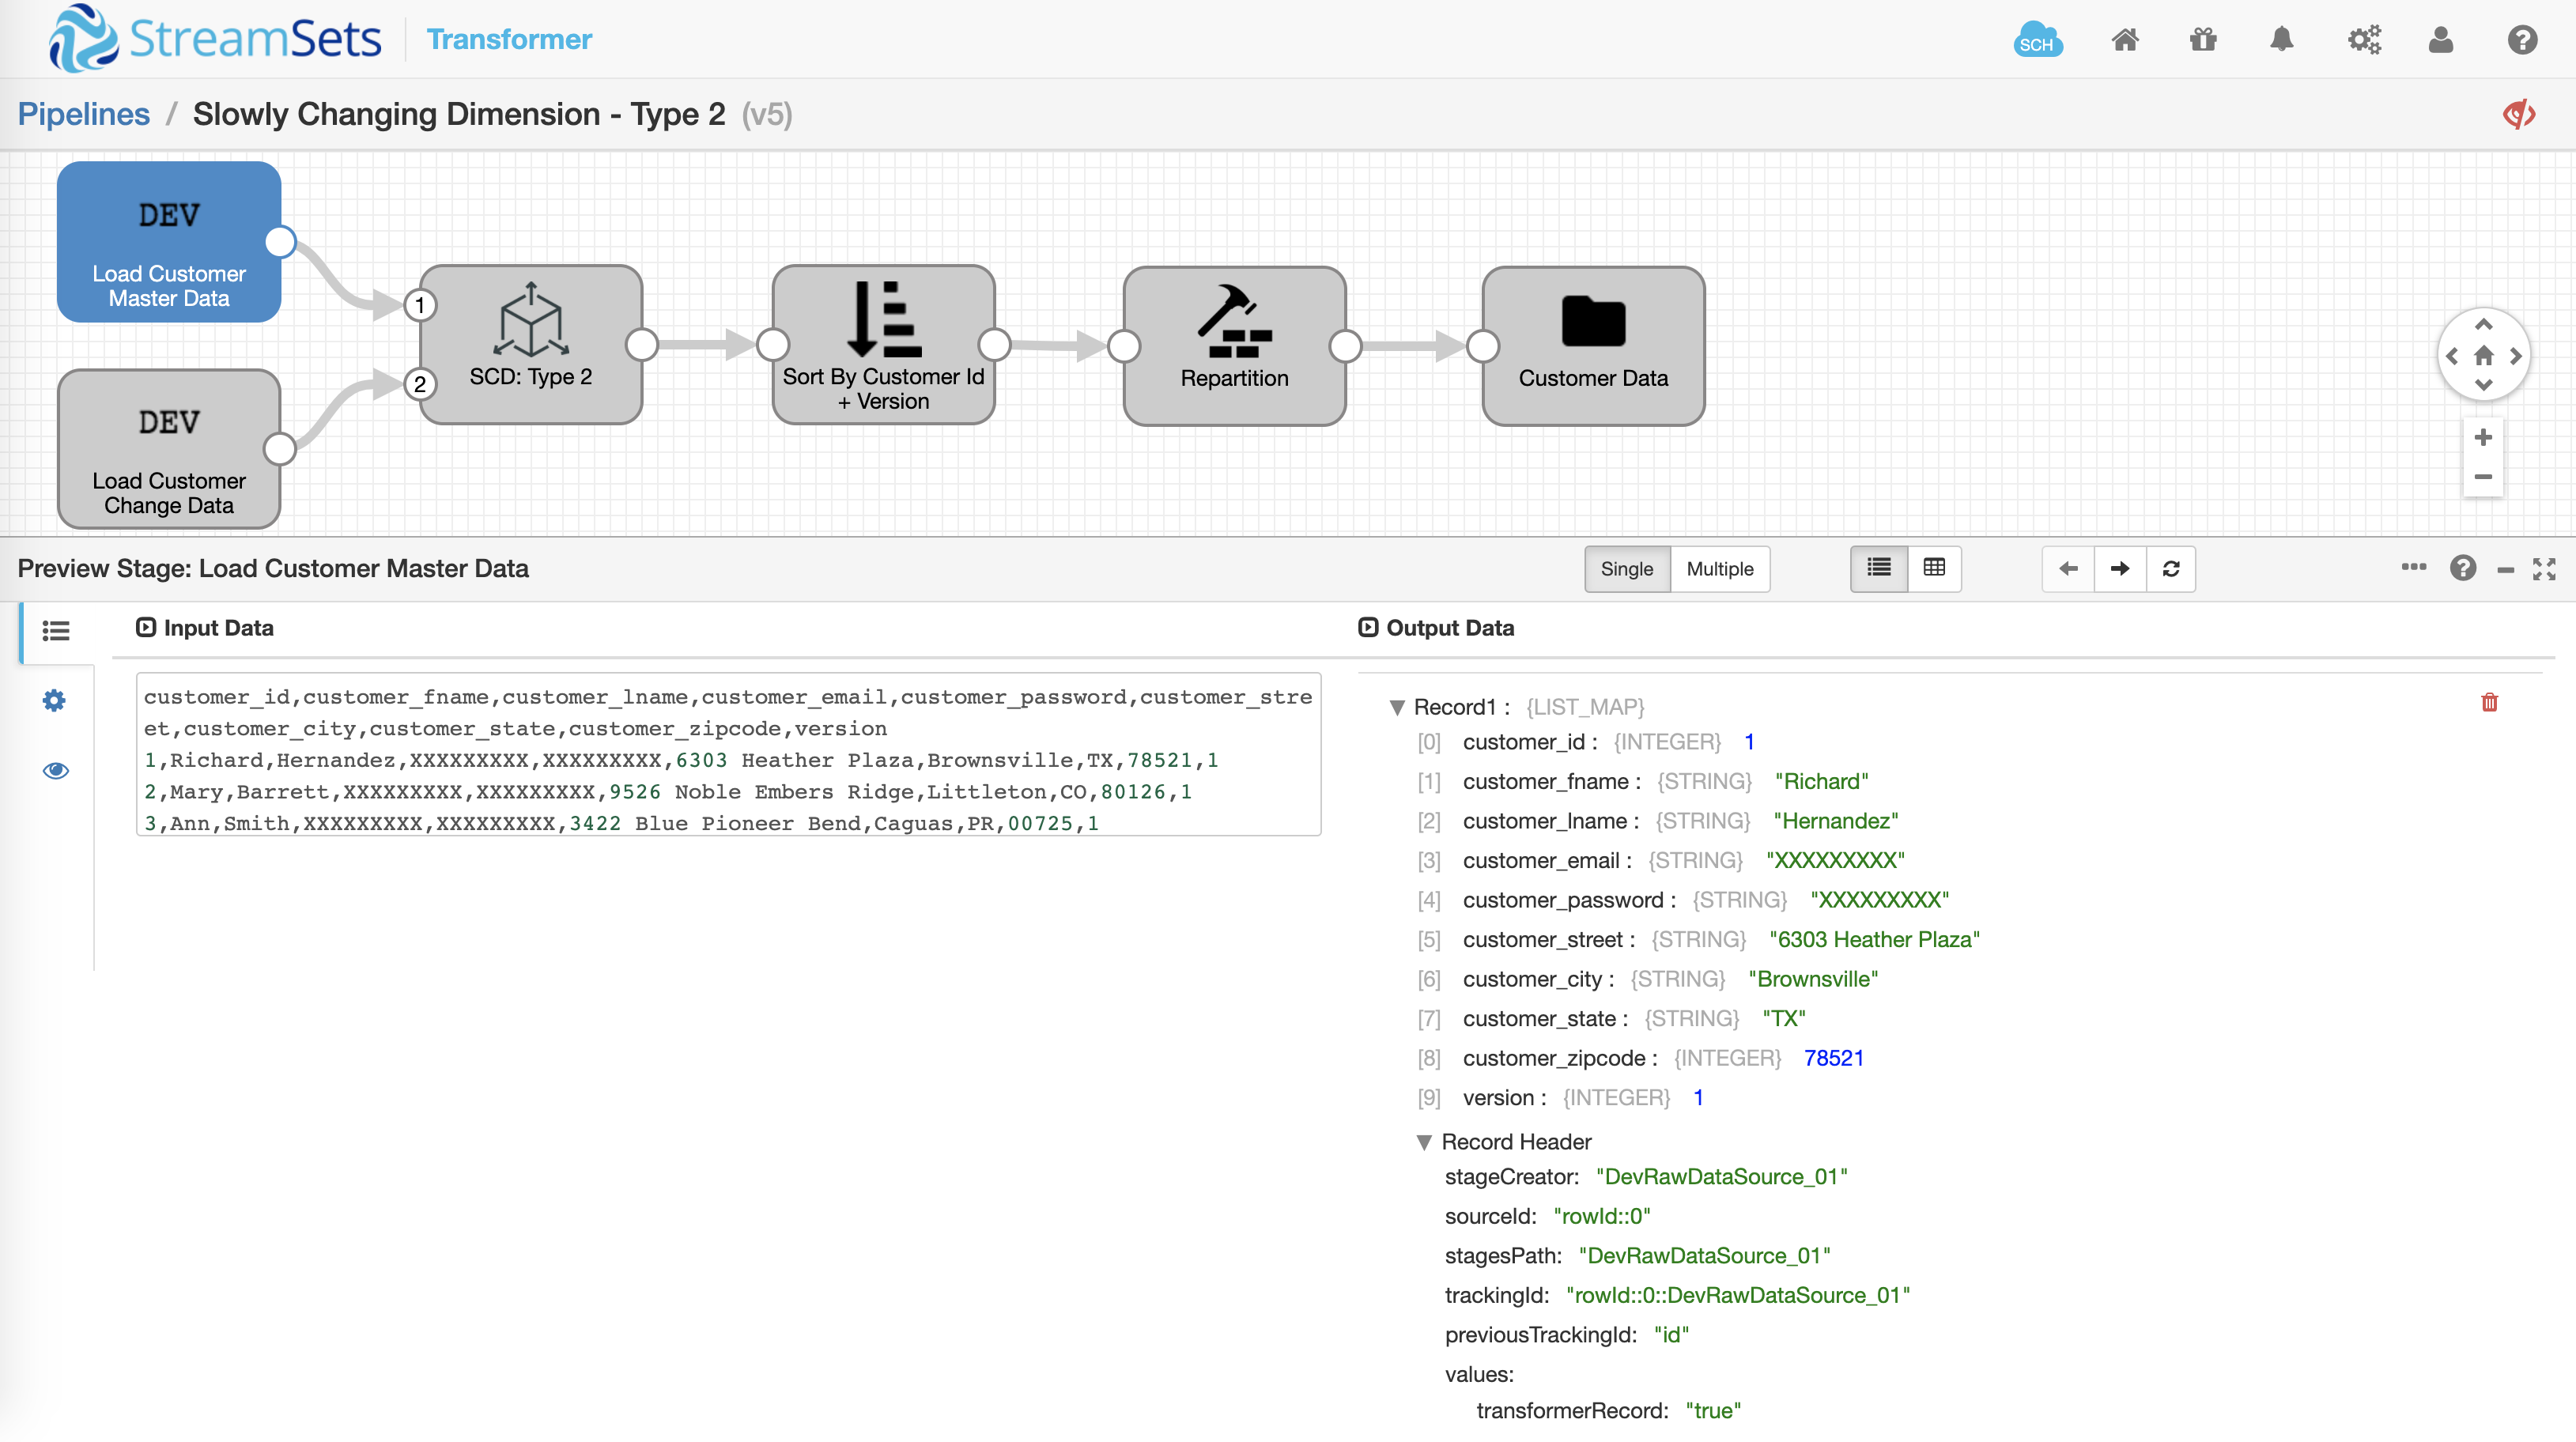 StreamSets Transformer
SCH
Pipelines / Slowly Changing Dimension - Type 2 (v5)
DEV
Load Customer
Master Data
DEV
Load Customer
Change Data
1
2
SCD: Type 2
Sort By Customer Id
+ Version
Repartition
Customer Data
Preview Stage: Load Customer Master Data
Single Multiple
Input Data
customer_id,customer_fname,customer_lname,customer_email,customer_password,customer_stre
et,customer_city,customer_state,customer_zipcode,version
1,Richard,Hernandez,XXXXXXXXX,XXXXXXXXX,6303 Heather Plaza,Brownsville,TX,78521,1
2,Mary,Barrett,XXXXXXXXX,XXXXXXXXX,9526 Noble Embers Ridge,Littleton,CO,80126,1
3,Ann,Smith,XXXXXXXXX,XXXXXXXXX,3422 Blue Pioneer Bend,Caguas,PR,00725,1
Output Data
Record1 : {LIST_MAP}
[0] customer_id : {INTEGER} 1
[1] customer_fname : {STRING} "Richard"
[2] customer_lname : {STRING} "Hernandez"
[3] customer_email : {STRING} "XXXXXXXXX"
[4] customer_password : {STRING} "XXXXXXXXX"
[5] customer_street : {STRING} "6303 Heather Plaza"
[6] customer_city : {STRING} "Brownsville"
[7] customer_state : {STRING} "TX"
[8] customer_zipcode : {INTEGER} 78521
[9] version : {INTEGER} 1
Record Header
stageCreator: "DevRawDataSource_01"
sourceId: "rowId::0"
stagesPath: "DevRawDataSource_01"
trackingId: "rowId::0::DevRawDataSource_01"
previousTrackingId: "id"
values:
transformerRecord: "true"